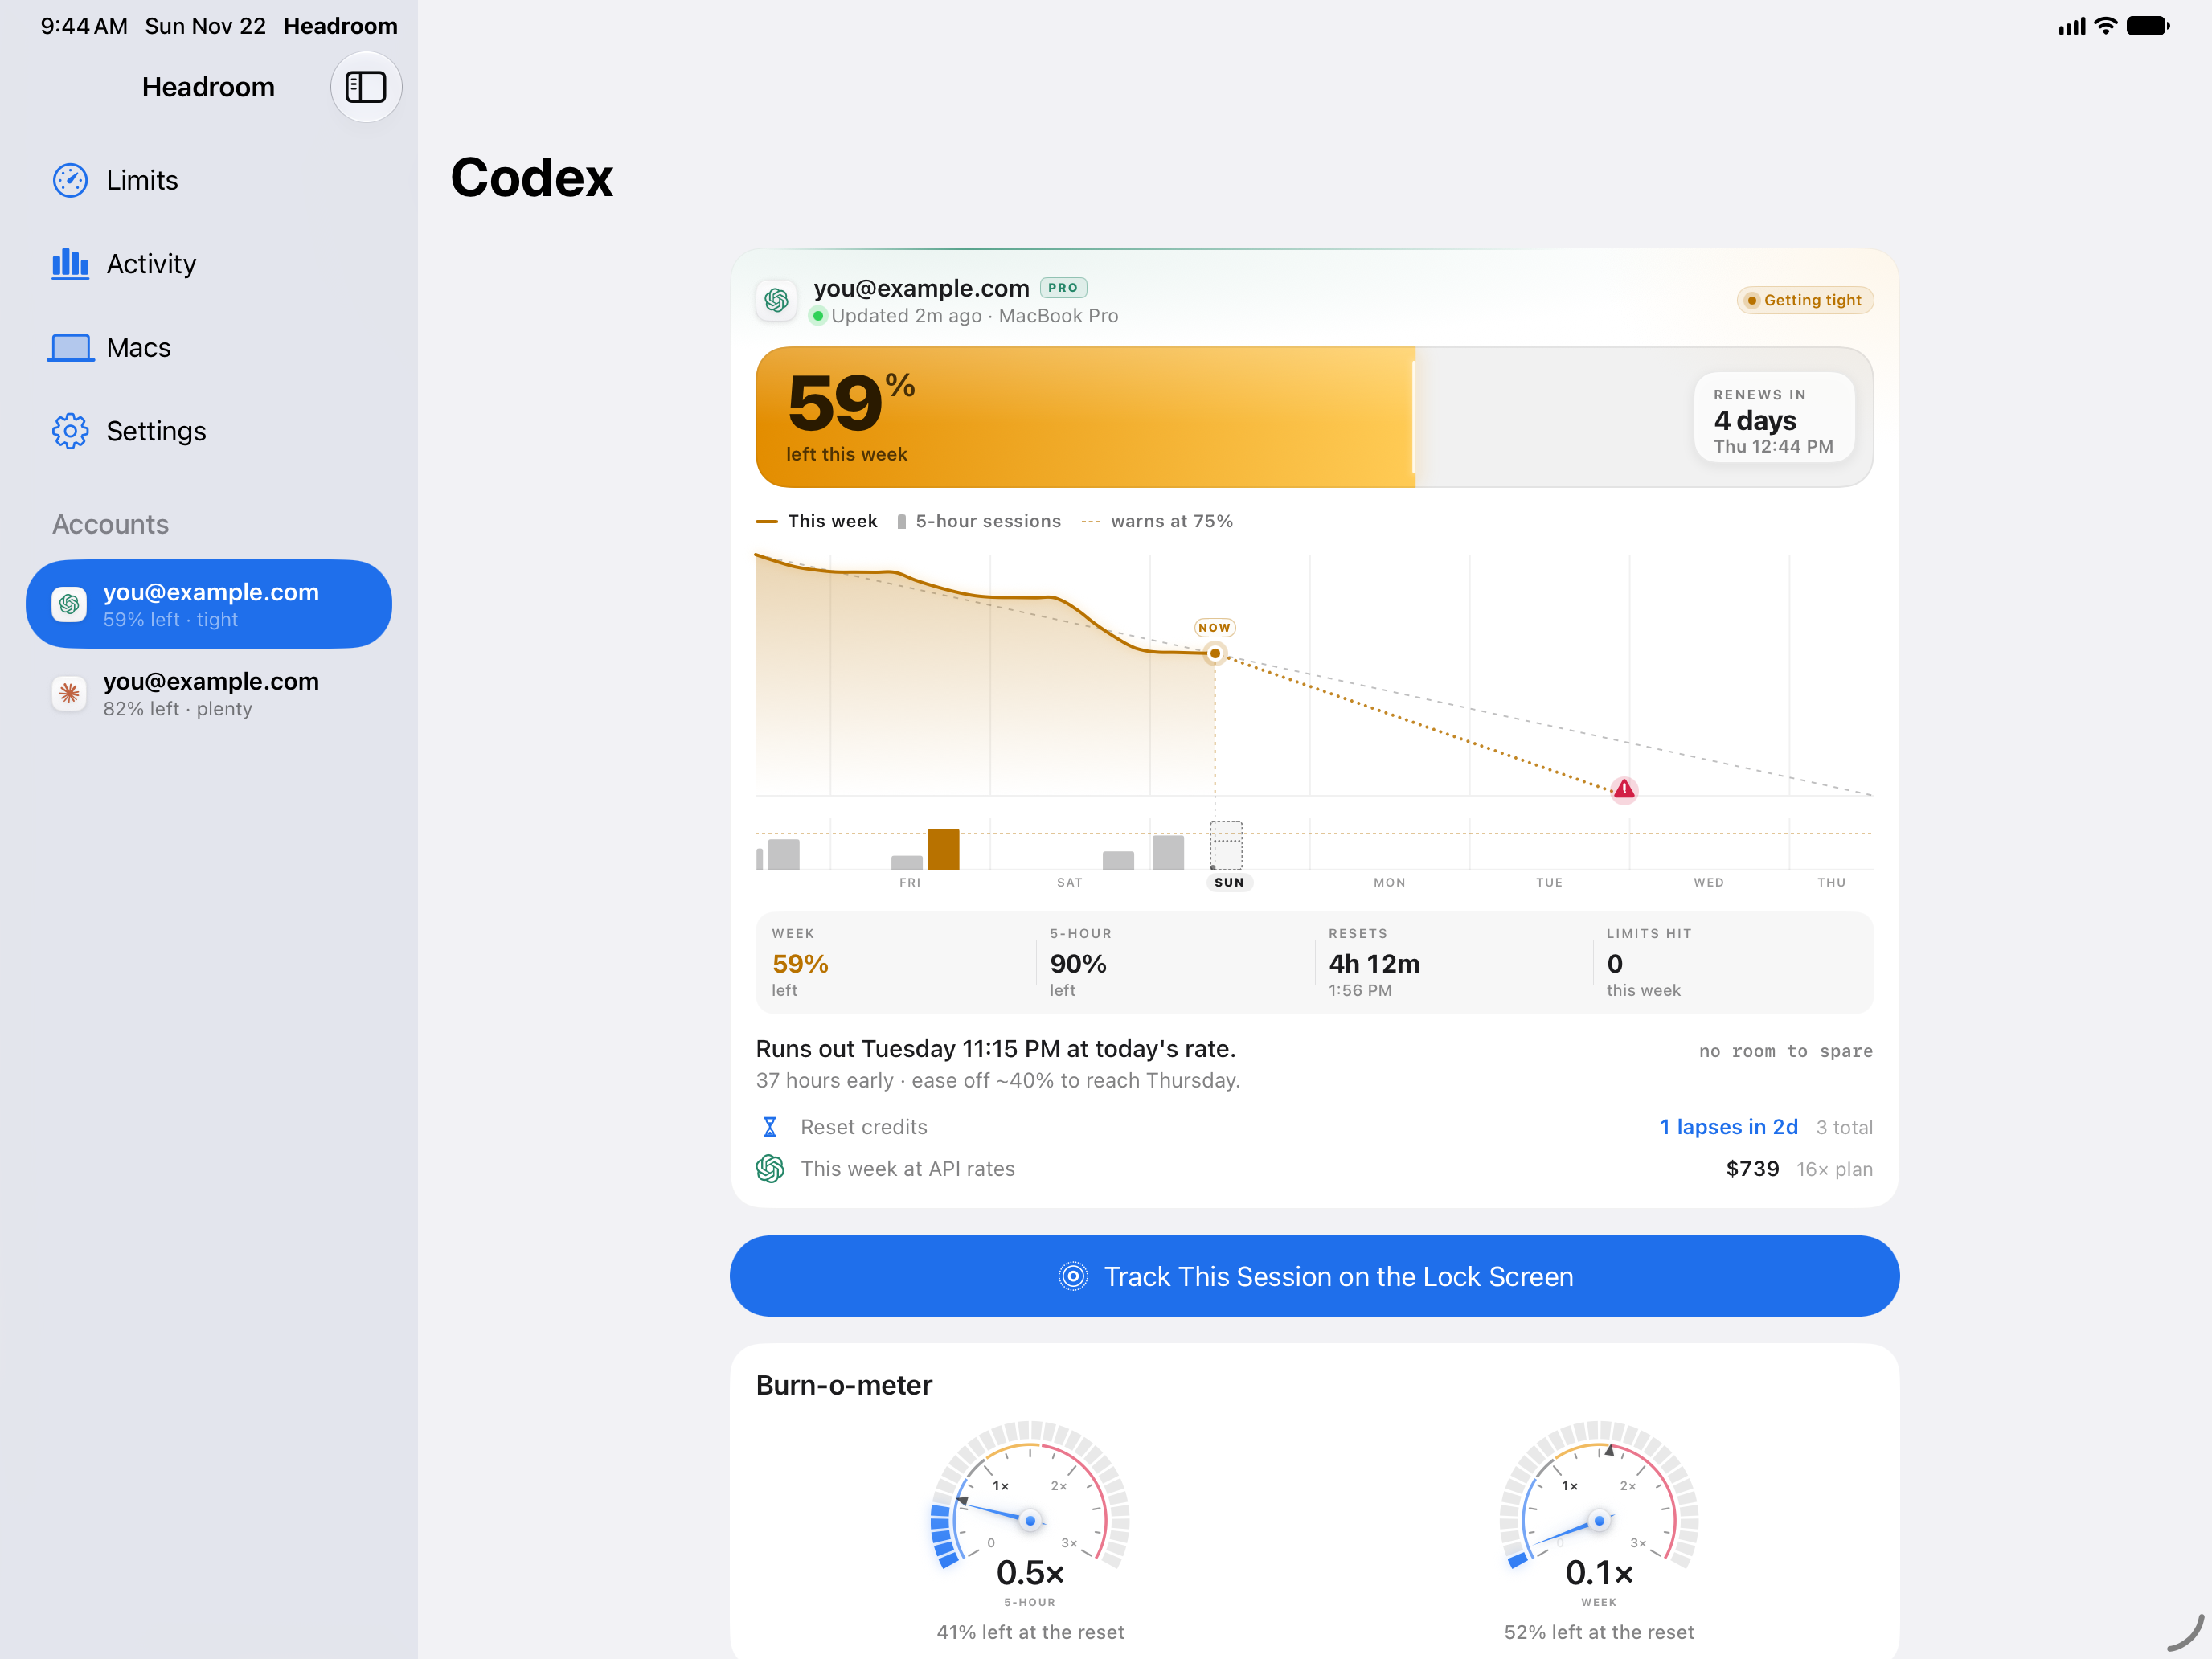 9:44 AM Sun Nov 22 Headroom
Headroom
Limits
Activity
Macs
Settings
Accounts
you@example.com
59% left · tight
you@example.com
82% left · plenty
Codex
you@example.com PRO
Updated 2m ago · MacBook Pro
Getting tight
59%
left this week
RENEWS IN
4 days
Thu 12:44 PM
This week 5-hour sessions warns at 75%
NOW
FRI SAT SUN MON TUE WED THU
WEEK
59%
left
5-HOUR
90%
left
RESETS
4h 12m
1:56 PM
LIMITS HIT
0
this week
Runs out Tuesday 11:15 PM at today's rate.
no room to spare
37 hours early · ease off ~40% to reach Thursday.
Reset credits 1 lapses in 2d 3 total
This week at API rates $739 16× plan
Track This Session on the Lock Screen
Burn-o-meter
0 1× 2× 3×
0.5×
5-HOUR
41% left at the reset
0 1× 2× 3×
0.1×
WEEK
52% left at the reset